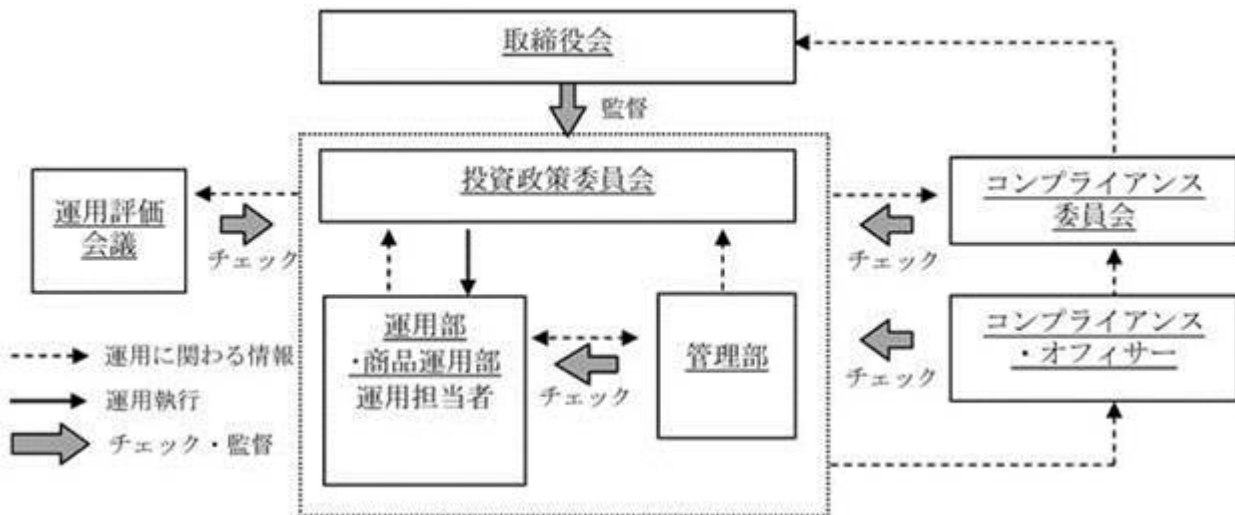 取締役会
監督
投資政策委員会
運用評価
会議
チェック
コンプライアンス
委員会
チェック
運用部
・商品運用部
運用担当者
チェック
管理部
コンプライアンス
・オフィサー
チェック
運用に関わる情報
運用執行
チェック・監督